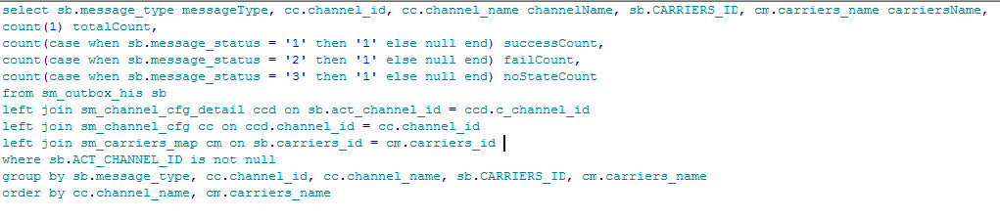 select sb.message_type messageType, cc.channel_id, cc.channel_name channelName, sb.CARRIERS_ID, cm.carriers_name carriersName,
count(1) totalCount,
count(case when sb.message_status = '1' then '1' else null end) successCount,
count(case when sb.message_status = '2' then '1' else null end) failCount,
count(case when sb.message_status = '3' then '1' else null end) noStateCount
from sm_outbox_his sb
left join sm_channel_cfg_detail ccd on sb.act_channel_id = ccd.c_channel_id
left join sm_channel_cfg cc on ccd.channel_id = cc.channel_id
left join sm_carriers_map cm on sb.carriers_id = cm.carriers_id
where sb.ACT_CHANNEL_ID is not null
group by sb.message_type, cc.channel_id, cc.channel_name, sb.CARRIERS_ID, cm.carriers_name
order by cc.channel_name, cm.carriers_name